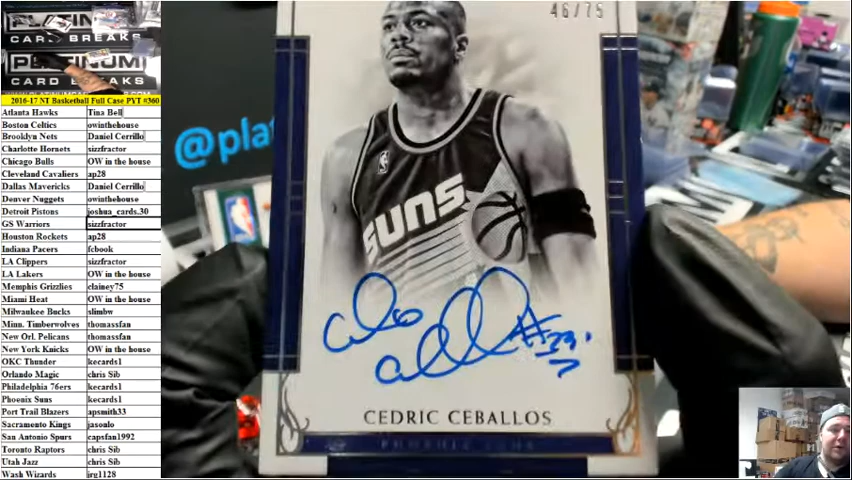 PLATINUM
CARD BREAKS
PLATINUM
CARD BREAKS
2016-17 NT Basketball Full Case PYT #360
Atlanta Hawks Tina Bell
Boston Celtics owinthehouse
Brooklyn Nets Daniel Cerrillo
Charlotte Hornets sizzfractor
Chicago Bulls OW in the house
Cleveland Cavaliers ap28
Dallas Mavericks Daniel Cerrillo
Denver Nuggets owinthehouse
Detroit Pistons joshua_cards.30
GS Warriors sizzfractor
Houston Rockets ap28
Indiana Pacers fcbook
LA Clippers sizzfractor
LA Lakers OW in the house
Memphis Grizzlies clainey75
Miami Heat OW in the house
Milwaukee Bucks slimbw
Minn. Timberwolves thomassfan
New Orl. Pelicans thomassfan
New York Knicks OW in the house
OKC Thunder kecards1
Orlando Magic chris Sib
Philadelphia 76ers kecards1
Phoenix Suns kecards1
Port Trail Blazers apsmith33
Sacramento Kings jasonlo
San Antonio Spurs capsfan1992
Toronto Raptors chris Sib
Utah Jazz chris Sib
Wash Wizards jrg1128
@plat
46/75
SUNS
#23
CEDRIC CEBALLOS
PHOENIX SUNS